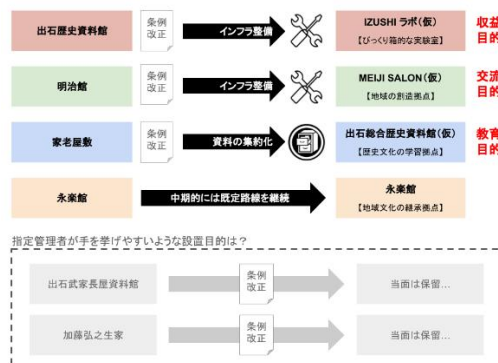 出石歴史資料館
条例
改正
インフラ整備
IZUSHI ラボ(仮)
【びっくり箱的な実験室】
収益
目的
明治館
条例
改正
インフラ整備
MEIJI SALON(仮)
【地域の創造拠点】
交流
目的
家老屋敷
条例
改正
資料の集約化
出石総合歴史資料館(仮)
【歴史文化の学習拠点】
教育
目的
永楽館
中期的には既定路線を継続
永楽館
【地域文化の継承拠点】
指定管理者が手を挙げやすいような設置目的は？
出石武家長屋資料館
条例
改正
当面は保留…
加藤弘之生家
条例
改正
当面は保留…